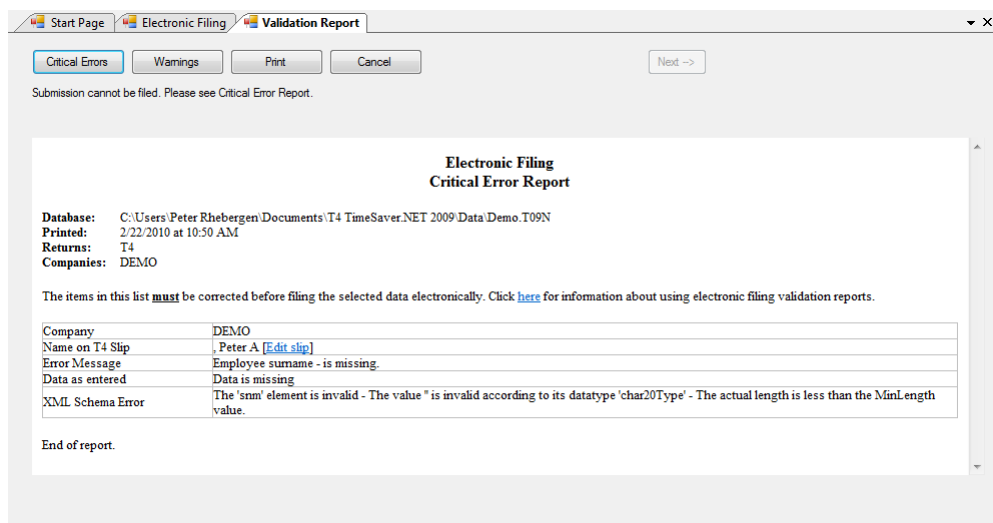 Start Page Electronic Filing Validation Report
Critical Errors Warnings Print Cancel Next -->
Submission cannot be filed. Please see Critical Error Report.
Electronic Filing
Critical Error Report
Database: C:\Users\Peter Rhebergen\Documents\T4 TimeSaver.NET 2009\Data\Demo.T09N
Printed: 2/22/2010 at 10:50 AM
Returns: T4
Companies: DEMO
The items in this list must be corrected before filing the selected data electronically. Click here for information about using electronic filing validation reports.
Company DEMO
Name on T4 Slip , Peter A [Edit slip]
Error Message Employee surname - is missing.
Data as entered Data is missing
XML Schema Error The 'snm' element is invalid - The value '' is invalid according to its datatype 'char20Type' - The actual length is less than the MinLength
value.
End of report.